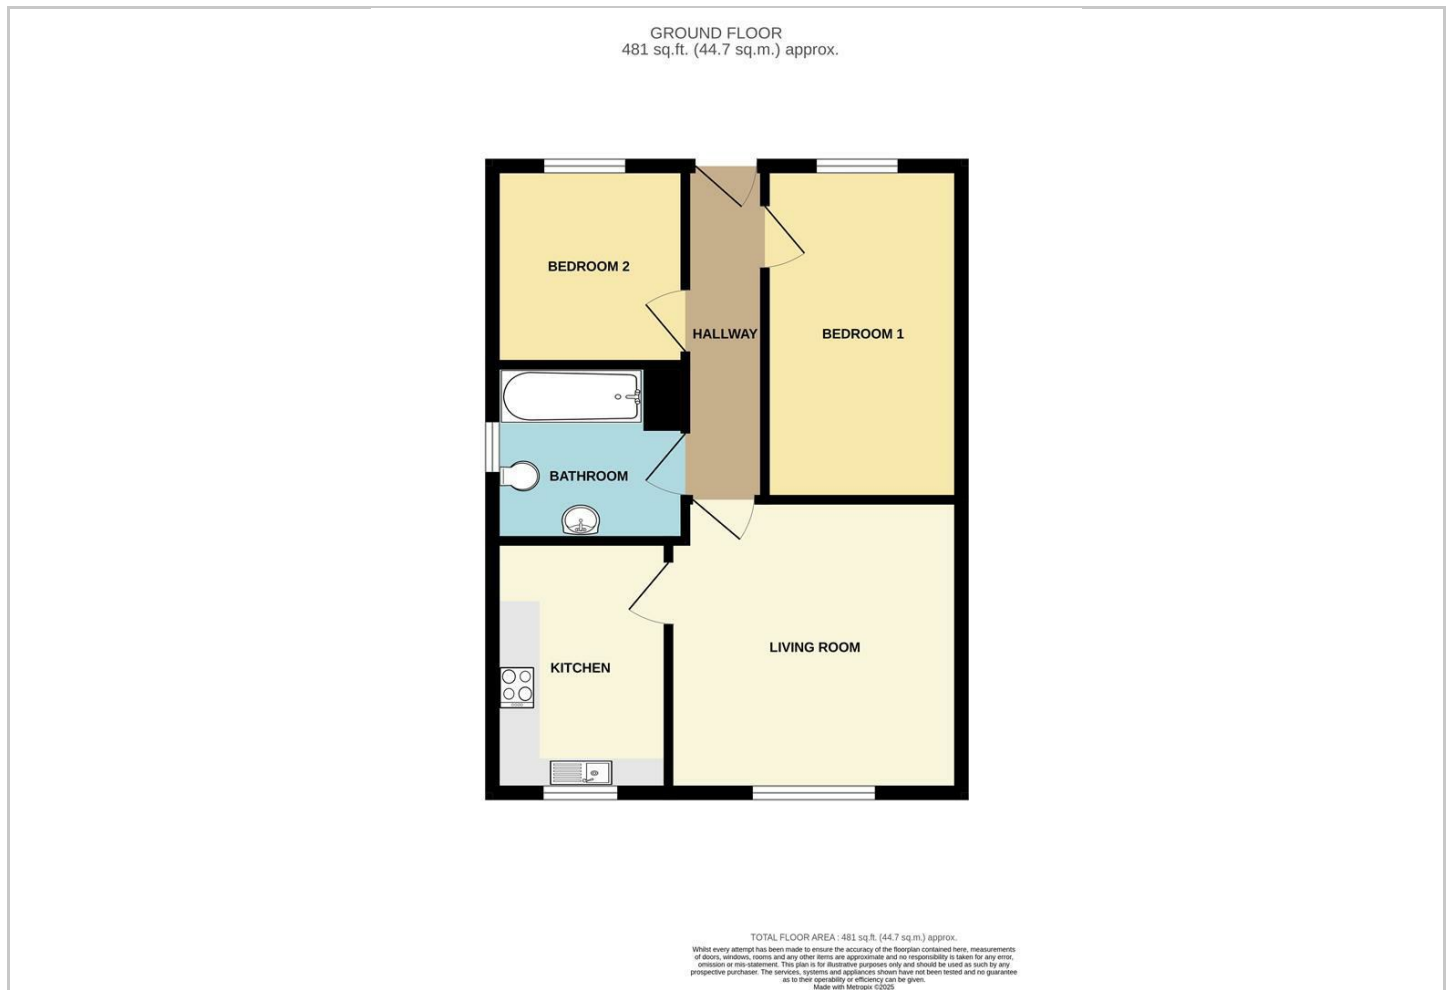 GROUND FLOOR
481 sq.ft. (44.7 sq.m.) approx.
BEDROOM 2
HALLWAY
BEDROOM 1
BATHROOM
LIVING ROOM
KITCHEN
TOTAL FLOOR AREA : 481 sq.ft. (44.7 sq.m.) approx.
Whilst every attempt has been made to ensure the accuracy of the floorplan contained here, measurements
of doors, windows, rooms and any other items are approximate and no responsibility is taken for any error,
omission or mis-statement. This plan is for illustrative purposes only and should be used as such by any
prospective purchaser. The services, systems and appliances shown have not been tested and no guarantee
as to their operability or efficiency can be given.
Made with Metropix ©2025